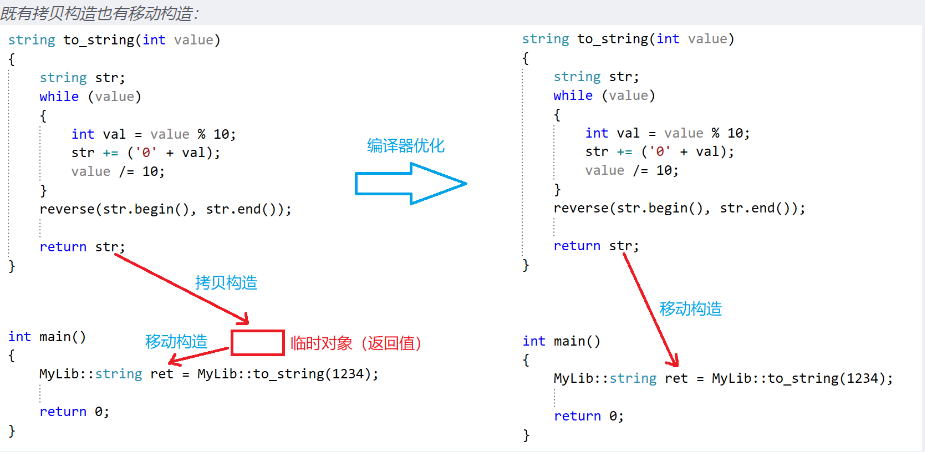 既有拷贝构造也有移动构造：
string to_string(int value)
{
string str;
while (value)
{
int val = value % 10;
str += ('0' + val);
value /= 10;
}
reverse(str.begin(), str.end());
return str;
}
拷贝构造
移动构造
临时对象（返回值）
int main()
{
MyLib::string ret = MyLib::to_string(1234);
return 0;
}
编译器优化
string to_string(int value)
{
string str;
while (value)
{
int val = value % 10;
str += ('0' + val);
value /= 10;
}
reverse(str.begin(), str.end());
return str;
}
移动构造
int main()
{
MyLib::string ret = MyLib::to_string(1234);
return 0;
}